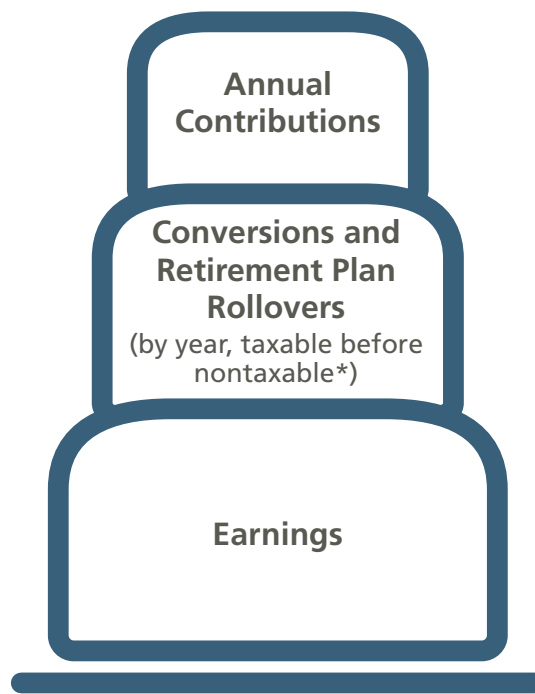 Annual
Contributions
Conversions and
Retirement Plan
Rollovers
(by year, taxable before
nontaxable*)
Earnings